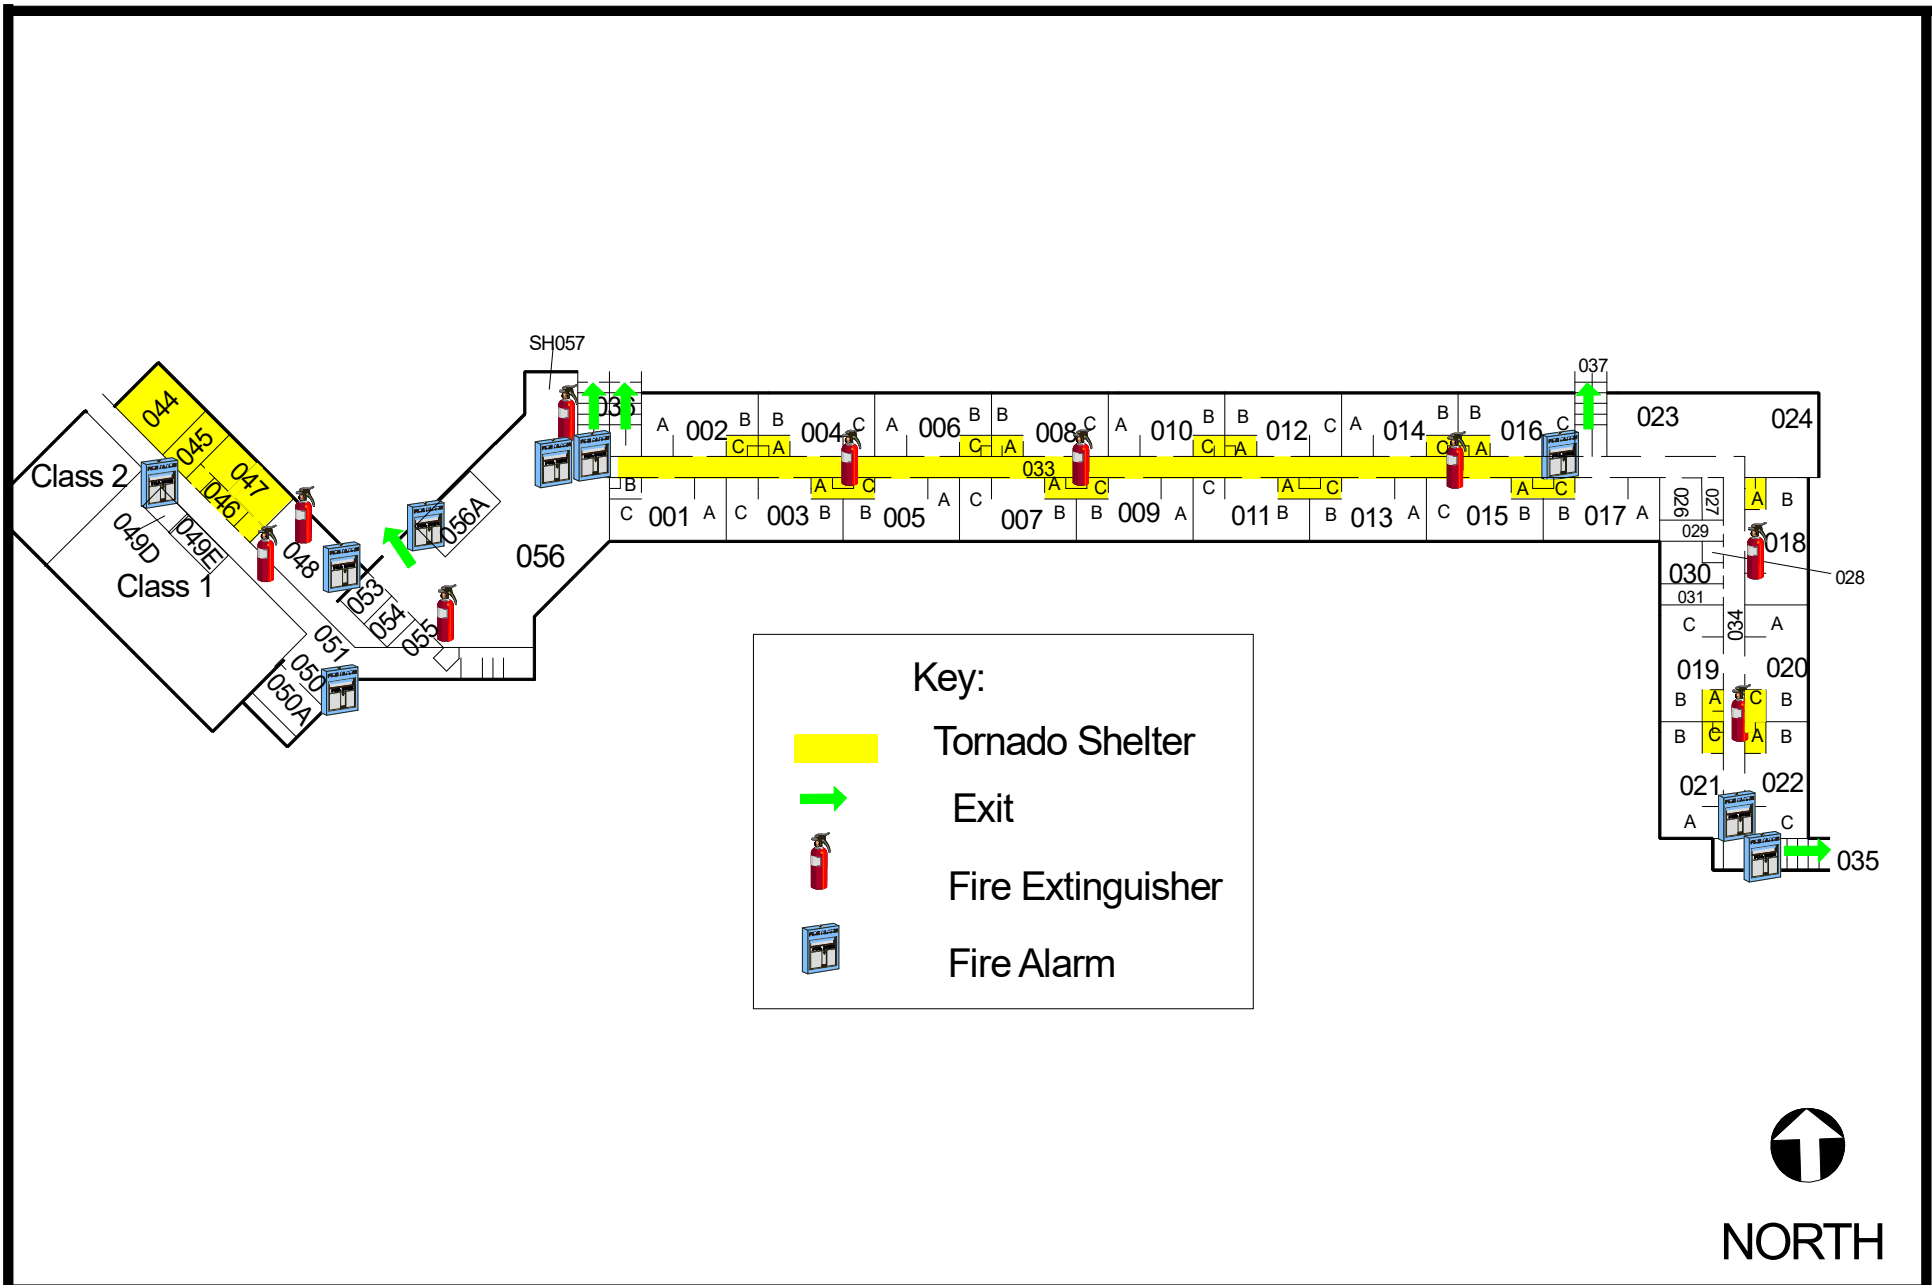 SH057
037
036
A 002 B B 004 C A 006 B B 008 C A 010 B B 012 C A 014 B B 016 C 023 024
C A C A C A C A
033
B A C A C A C A C
C 001 A C 003 B B 005 A C 007 B B 009 A C 011 B B 013 A C 015 B B 017 A
026 027 A B
029
018
028
030
031
C 034 A
019 020
B A C B
B C A B
021 022
A C
035
044
045
047
046
Class 2
049D
049E
Class 1
048
053
054
055
051
050
050A
056A
056
Key:
Tornado Shelter
Exit
Fire Extinguisher
Fire Alarm
NORTH